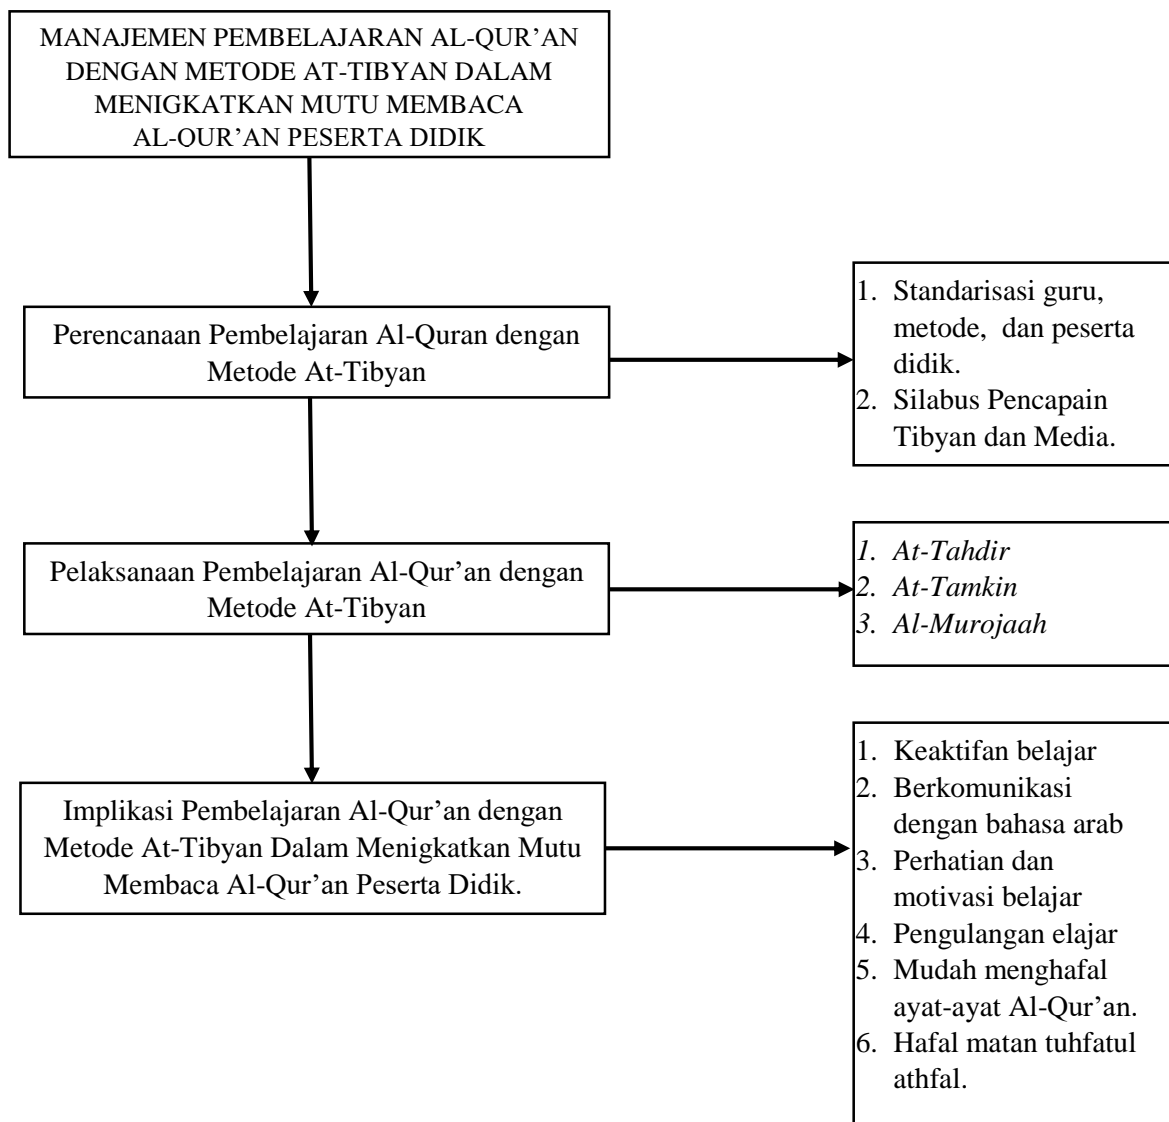 MANAJEMEN PEMBELAJARAN AL-QUR’AN
DENGAN METODE AT-TIBYAN DALAM
MENIGKATKAN MUTU MEMBACA
AL-QUR’AN PESERTA DIDIK
Perencanaan Pembelajaran Al-Quran dengan
Metode At-Tibyan
1. Standarisasi guru,
metode, dan peserta
didik.
2. Silabus Pencapain
Tibyan dan Media.
Pelaksanaan Pembelajaran Al-Qur’an dengan
Metode At-Tibyan
1. At-Tahdir
2. At-Tamkin
3. Al-Murojaah
Implikasi Pembelajaran Al-Qur’an dengan
Metode At-Tibyan Dalam Menigkatkan Mutu
Membaca Al-Qur’an Peserta Didik.
1. Keaktifan belajar
2. Berkomunikasi
dengan bahasa arab
3. Perhatian dan
motivasi belajar
4. Pengulangan elajar
5. Mudah menghafal
ayat-ayat Al-Qur’an.
6. Hafal matan tuhfatul
athfal.